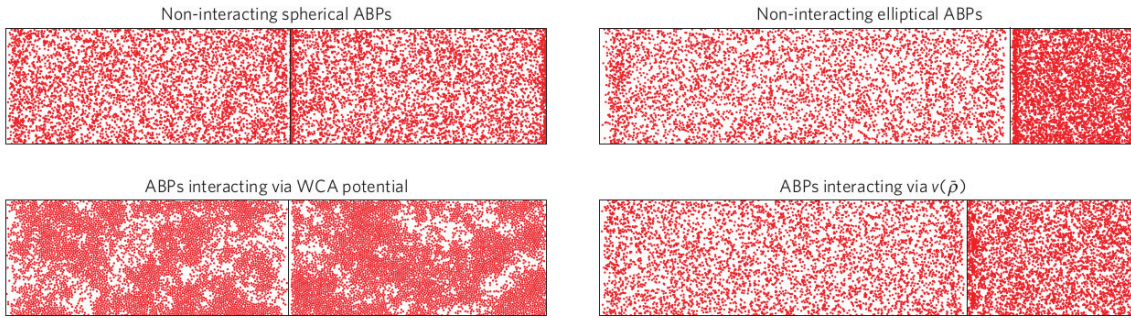 Non-interacting spherical ABPs
Non-interacting elliptical ABPs
ABPs interacting via WCA potential
ABPs interacting via v(ρ̄)